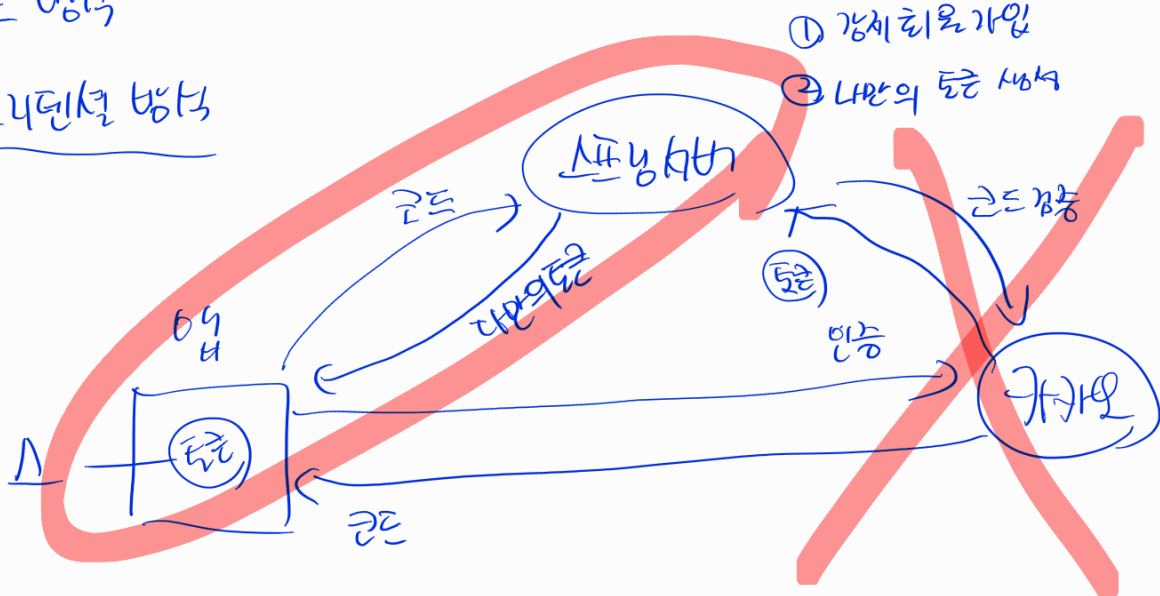 방식
리덴셜 방식
① 강제 회원가입
② 나만의 토큰 생성
스프링서버
코드
나만의토큰
코드검증
토큰
인증
카카오
앱
토큰
코드